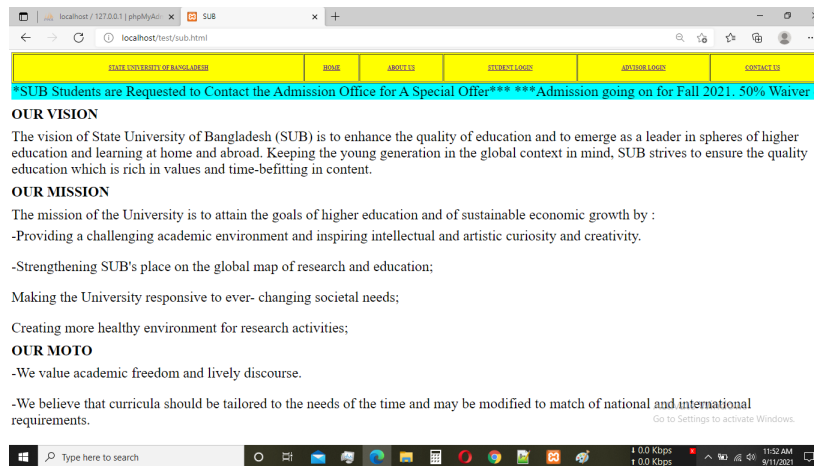 localhost / 127.0.0.1 | phpMyAdr
SUB
localhost/test/sub.html
STATE UNIVERSITY OF BANGLADESH HOME ABOUT US STUDENT LOGIN ADVISOR LOGIN CONTACT US
*SUB Students are Requested to Contact the Admission Office for A Special Offer*** ***Admission going on for Fall 2021. 50% Waiver
OUR VISION
The vision of State University of Bangladesh (SUB) is to enhance the quality of education and to emerge as a leader in spheres of higher
education and learning at home and abroad. Keeping the young generation in the global context in mind, SUB strives to ensure the quality
education which is rich in values and time-befitting in content.
OUR MISSION
The mission of the University is to attain the goals of higher education and of sustainable economic growth by :
-Providing a challenging academic environment and inspiring intellectual and artistic curiosity and creativity.
-Strengthening SUB's place on the global map of research and education;
Making the University responsive to ever- changing societal needs;
Creating more healthy environment for research activities;
OUR MOTO
-We value academic freedom and lively discourse.
-We believe that curricula should be tailored to the needs of the time and may be modified to match of national and international
requirements.
Go to Settings to activate Windows.
Type here to search
0.0 Kbps
0.0 Kbps
11:52 AM
9/11/2021